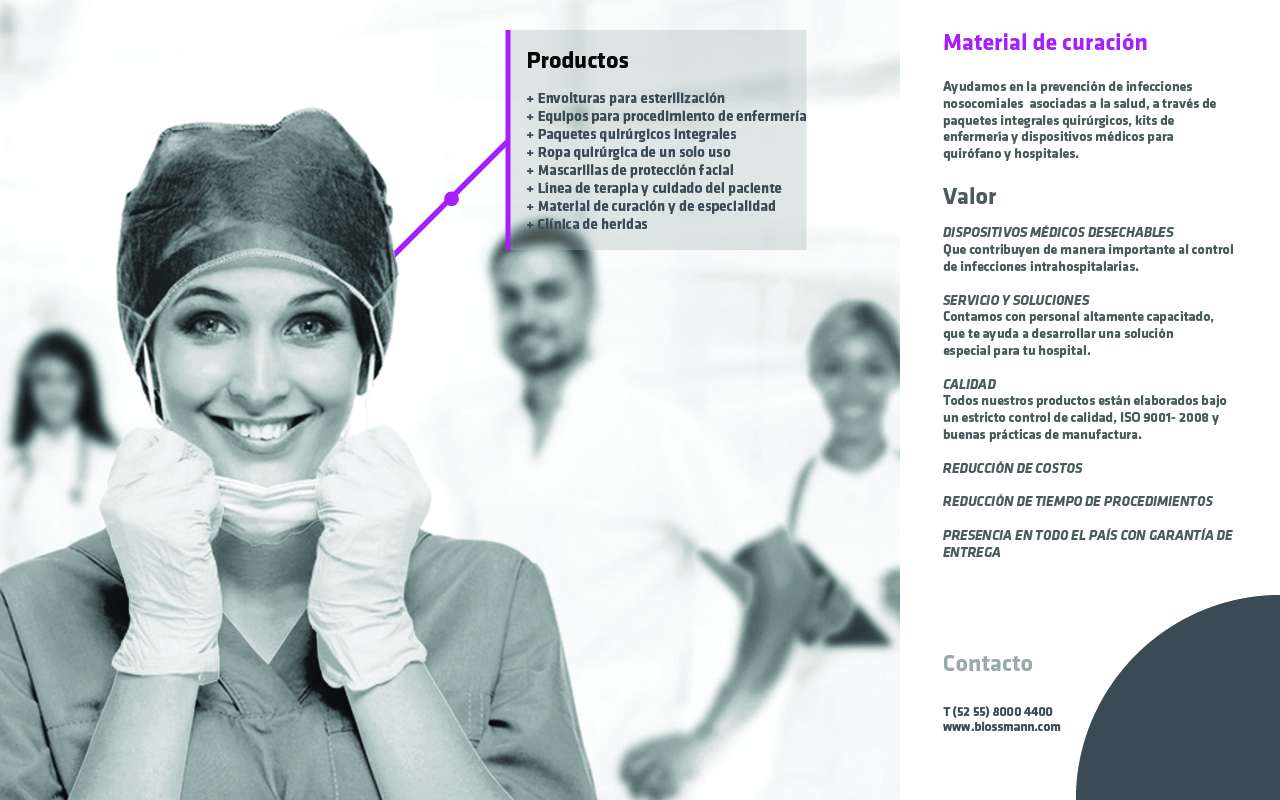 Productos
+ Envolturas para esterilización
+ Equipos para procedimiento de enfermería
+ Paquetes quirúrgicos integrales
+ Ropa quirúrgica de un solo uso
+ Mascarillas de protección facial
+ Línea de terapia y cuidado del paciente
+ Material de curación y de especialidad
+ Clínica de heridas
Material de curación
Ayudamos en la prevención de infecciones
nosocomiales asociadas a la salud, a través de
paquetes integrales quirúrgicos, kits de
enfermería y dispositivos médicos para
quirófano y hospitales.
Valor
DISPOSITIVOS MÉDICOS DESECHABLES
Que contribuyen de manera importante al control
de infecciones intrahospitalarias.
SERVICIO Y SOLUCIONES
Contamos con personal altamente capacitado,
que te ayuda a desarrollar una solución
especial para tu hospital.
CALIDAD
Todos nuestros productos están elaborados bajo
un estricto control de calidad, ISO 9001- 2008 y
buenas prácticas de manufactura.
REDUCCIÓN DE COSTOS
REDUCCIÓN DE TIEMPO DE PROCEDIMIENTOS
PRESENCIA EN TODO EL PAÍS CON GARANTÍA DE
ENTREGA
Contacto
T (52 55) 8000 4400
www.blossmann.com